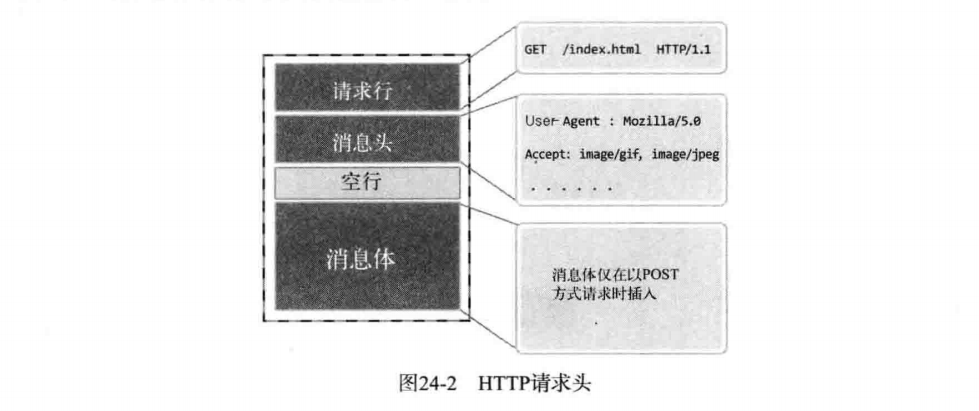 GET /index.html HTTP/1.1
请求行
User-Agent : Mozilla/5.0
消息头
Accept: image/gif, image/jpeg
空行
. . . . . .
消息体
消息体仅在以POST
方式请求时插入
图24-2 HTTP请求头